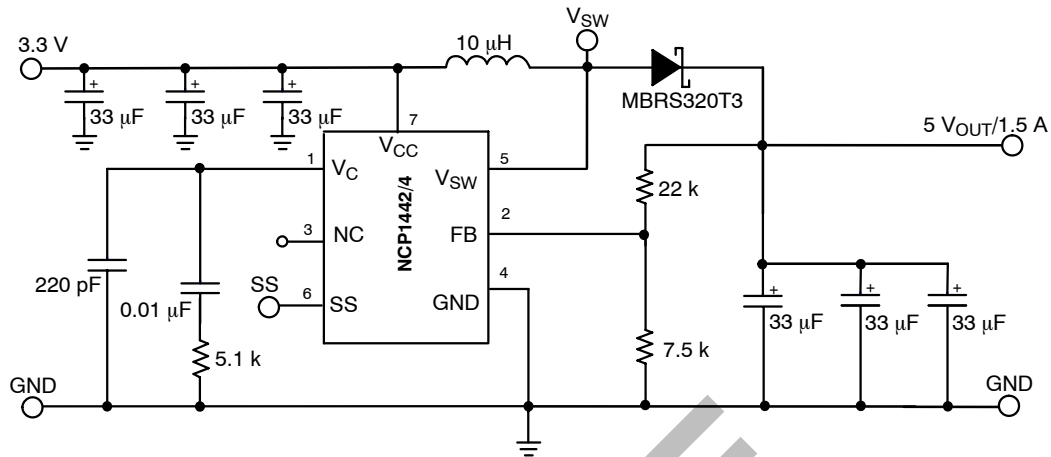 VSW
3.3 V
10 µH
MBRS320T3
+
33 µF
+
33 µF
+
33 µF
7
VCC
5 VOUT/1.5 A
1
VC
5
VSW
22 k
2
FB
NCP1442/4
3
NC
4
GND
SS
6
SS
220 pF
0.01 µF
5.1 k
7.5 k
+
33 µF
+
33 µF
+
33 µF
GND
GND